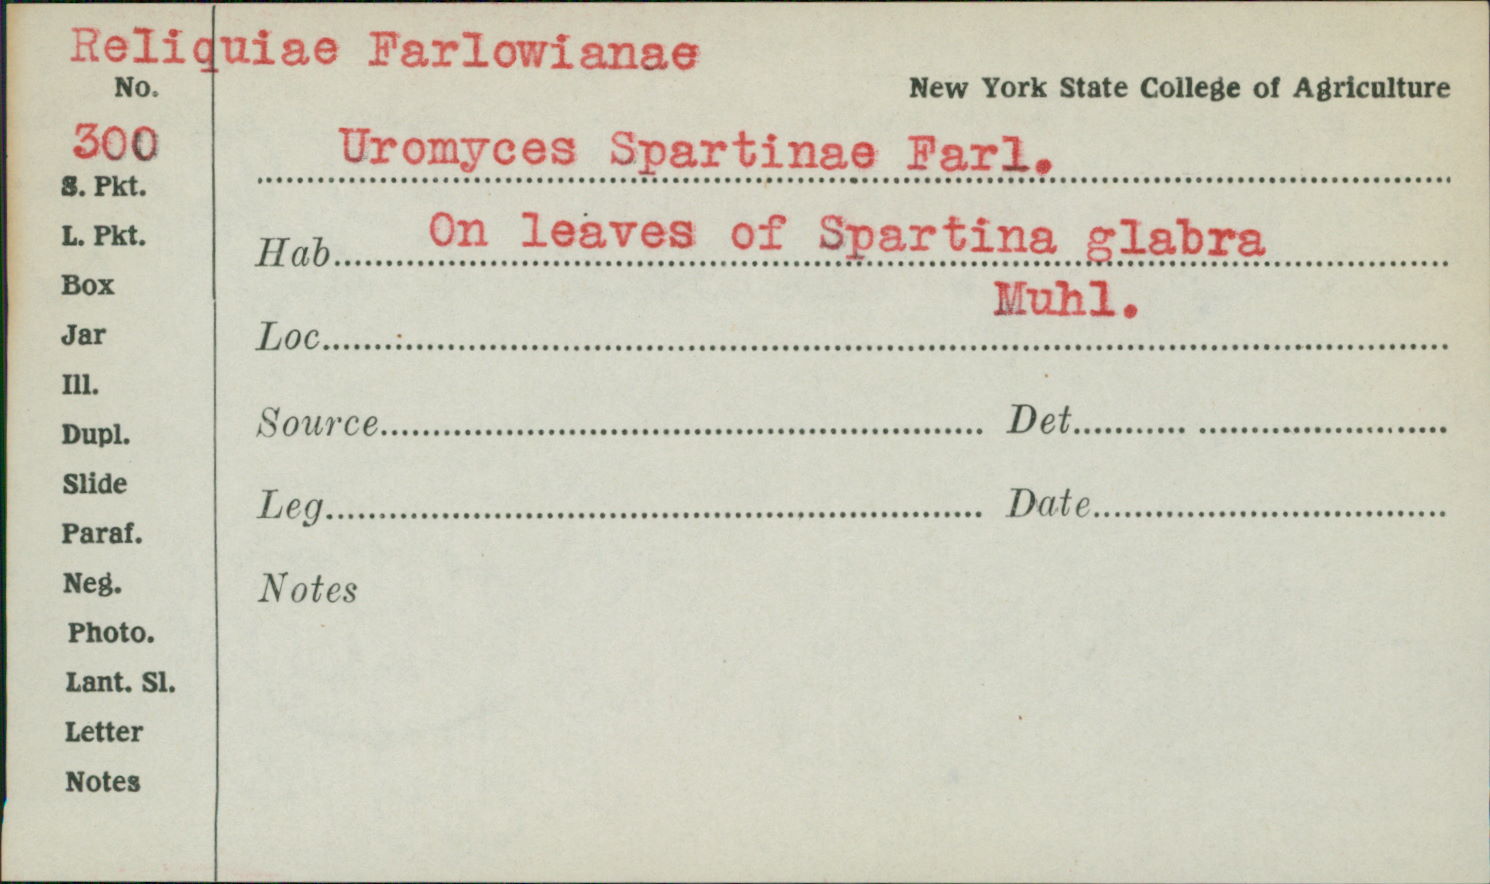 Reliquiae Farlowianae
No.
New York State College of Agriculture
300
Uromyces Spartinae Farl.
S. Pkt.
L. Pkt.
Hab. On leaves of Spartina glabra
Box
Muhl.
Jar
Loc.
Ill.
Dupl.
Source Det.
Slide
Leg. Date
Paraf.
Neg.
Notes
Photo.
Lant. Sl.
Letter
Notes